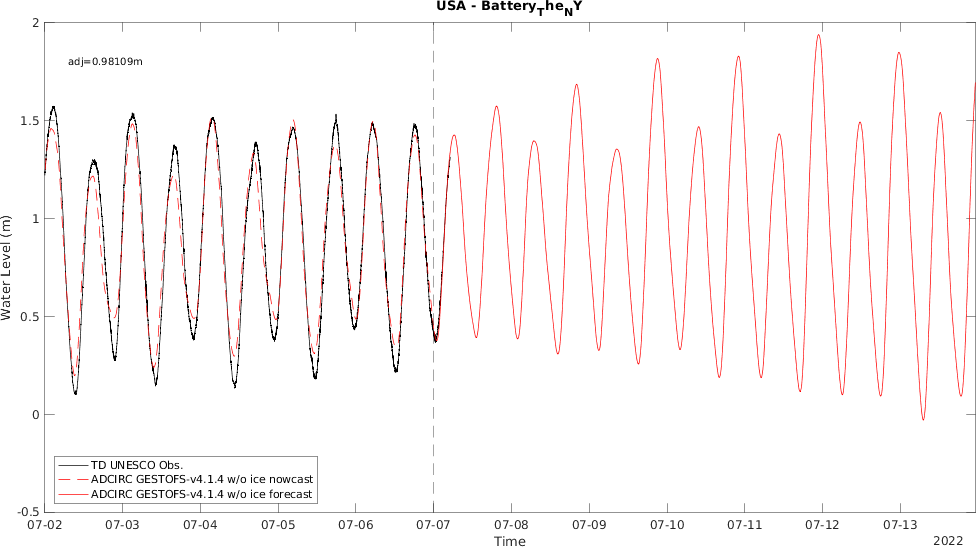 USA - BatteryTheNY
2
adj=0.98109m
1.5
1
Water Level (m)
0.5
0
TD UNESCO Obs.
ADCIRC GESTOFS-v4.1.4 w/o ice nowcast
ADCIRC GESTOFS-v4.1.4 w/o ice forecast
-0.5
07-02 07-03 07-04 07-05 07-06 07-07 07-08 07-09 07-10 07-11 07-12 07-13
Time
2022